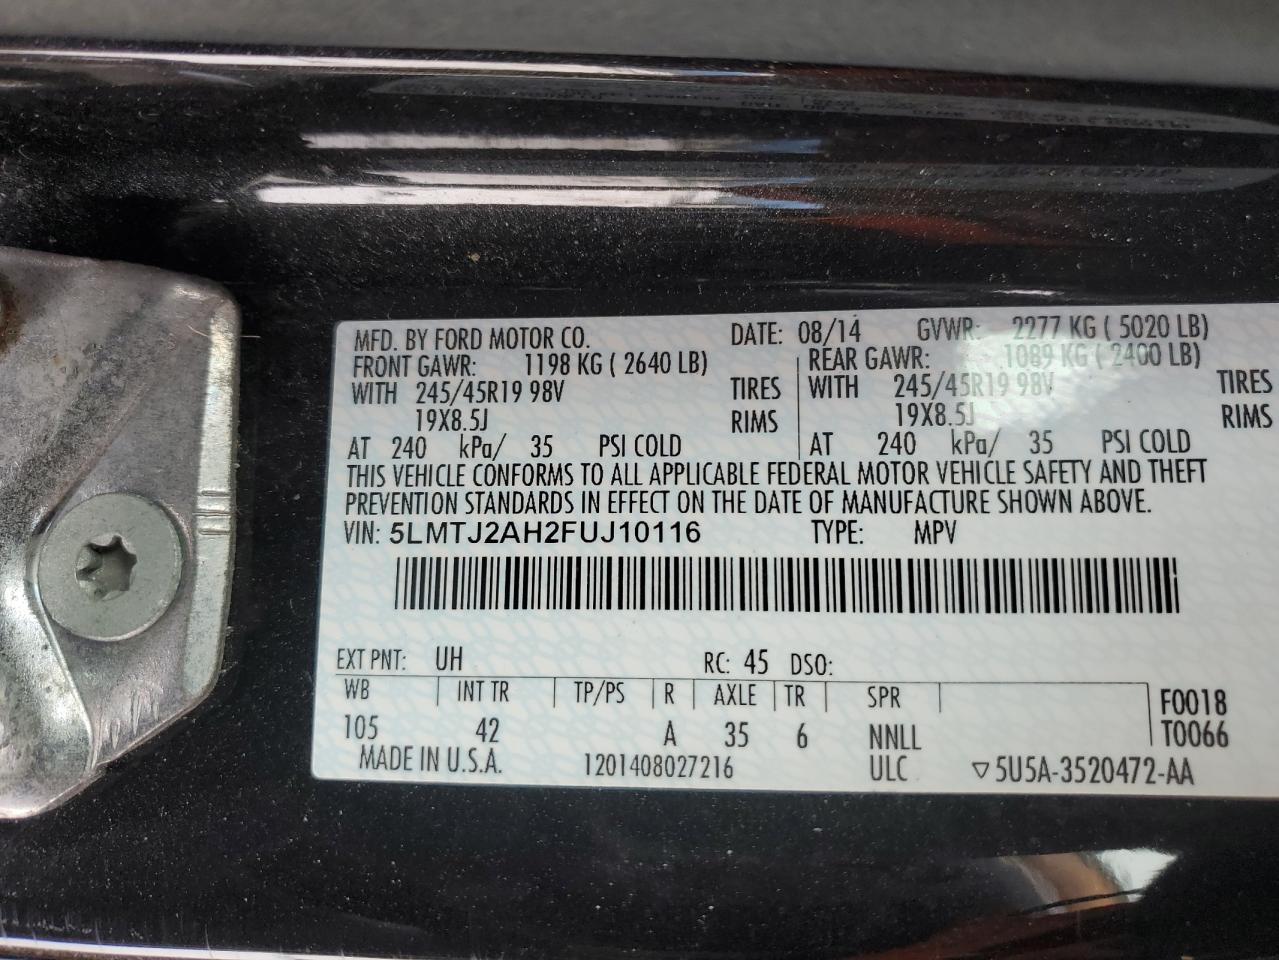 MFD. BY FORD MOTOR CO. DATE: 08/14 GVWR: 2277 KG ( 5020 LB)
FRONT GAWR: 1198 KG ( 2640 LB) REAR GAWR: 1089 KG ( 2400 LB)
WITH 245/45R19 98V TIRES WITH 245/45R19 98V TIRES
19X8.5J RIMS 19X8.5J RIMS
AT 240 kPa/ 35 PSI COLD AT 240 kPa/ 35 PSI COLD
THIS VEHICLE CONFORMS TO ALL APPLICABLE FEDERAL MOTOR VEHICLE SAFETY AND THEFT
PREVENTION STANDARDS IN EFFECT ON THE DATE OF MANUFACTURE SHOWN ABOVE.
VIN: 5LMTJ2AH2FUJ10116 TYPE: MPV
EXT PNT: UH RC: 45 DSO:
WB INT TR TP/PS R AXLE TR SPR F0018
105 42 A 35 6 NNLL T0066
MADE IN U.S.A. 1201408027216 ULC ▽5U5A-3520472-AA